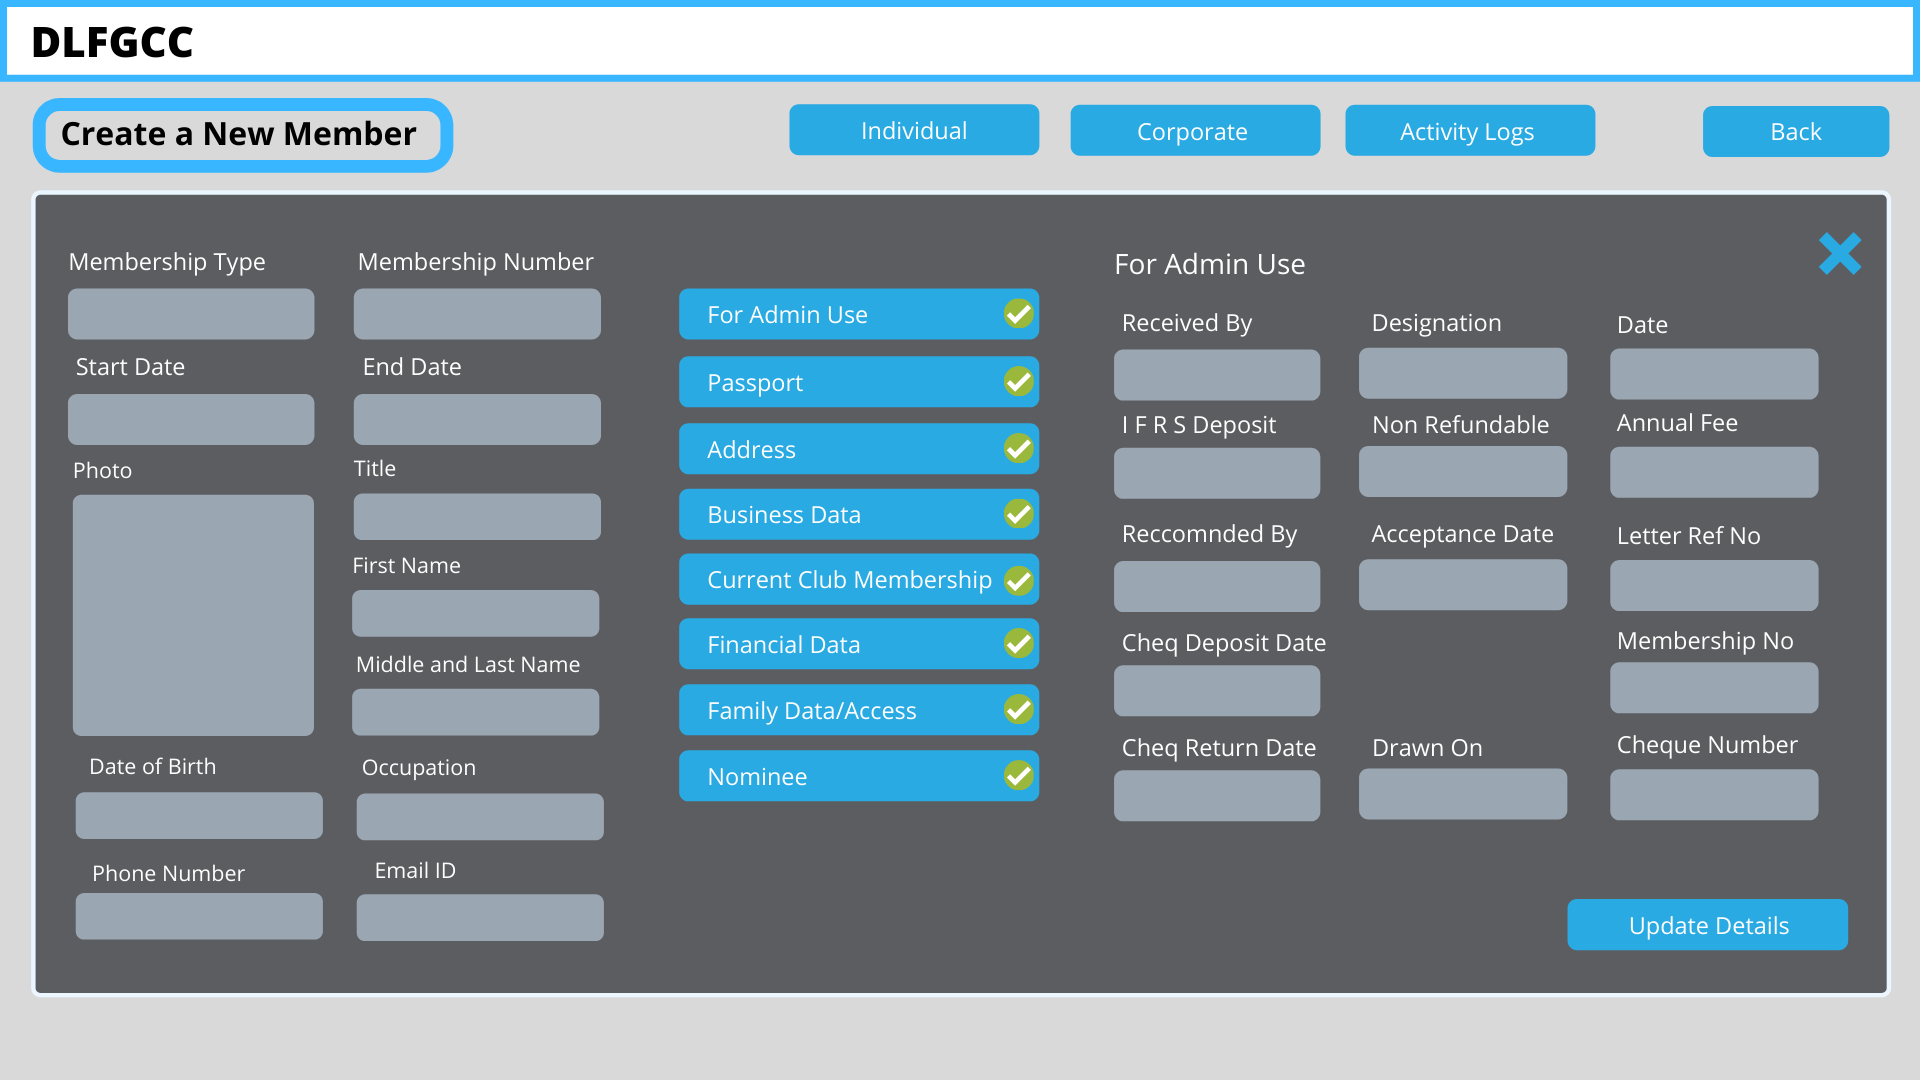 DLFGCC
Create a New Member
Individual
Corporate
Activity Logs
Back
Membership Type
Membership Number
Start Date
End Date
Photo
Title
First Name
Middle and Last Name
Date of Birth
Occupation
Phone Number
Email ID
For Admin Use
Passport
Address
Business Data
Current Club Membership
Financial Data
Family Data/Access
Nominee
For Admin Use
Received By
Designation
Date
I F R S Deposit
Non Refundable
Annual Fee
Reccomnded By
Acceptance Date
Letter Ref No
Cheq Deposit Date
Membership No
Cheq Return Date
Drawn On
Cheque Number
Update Details